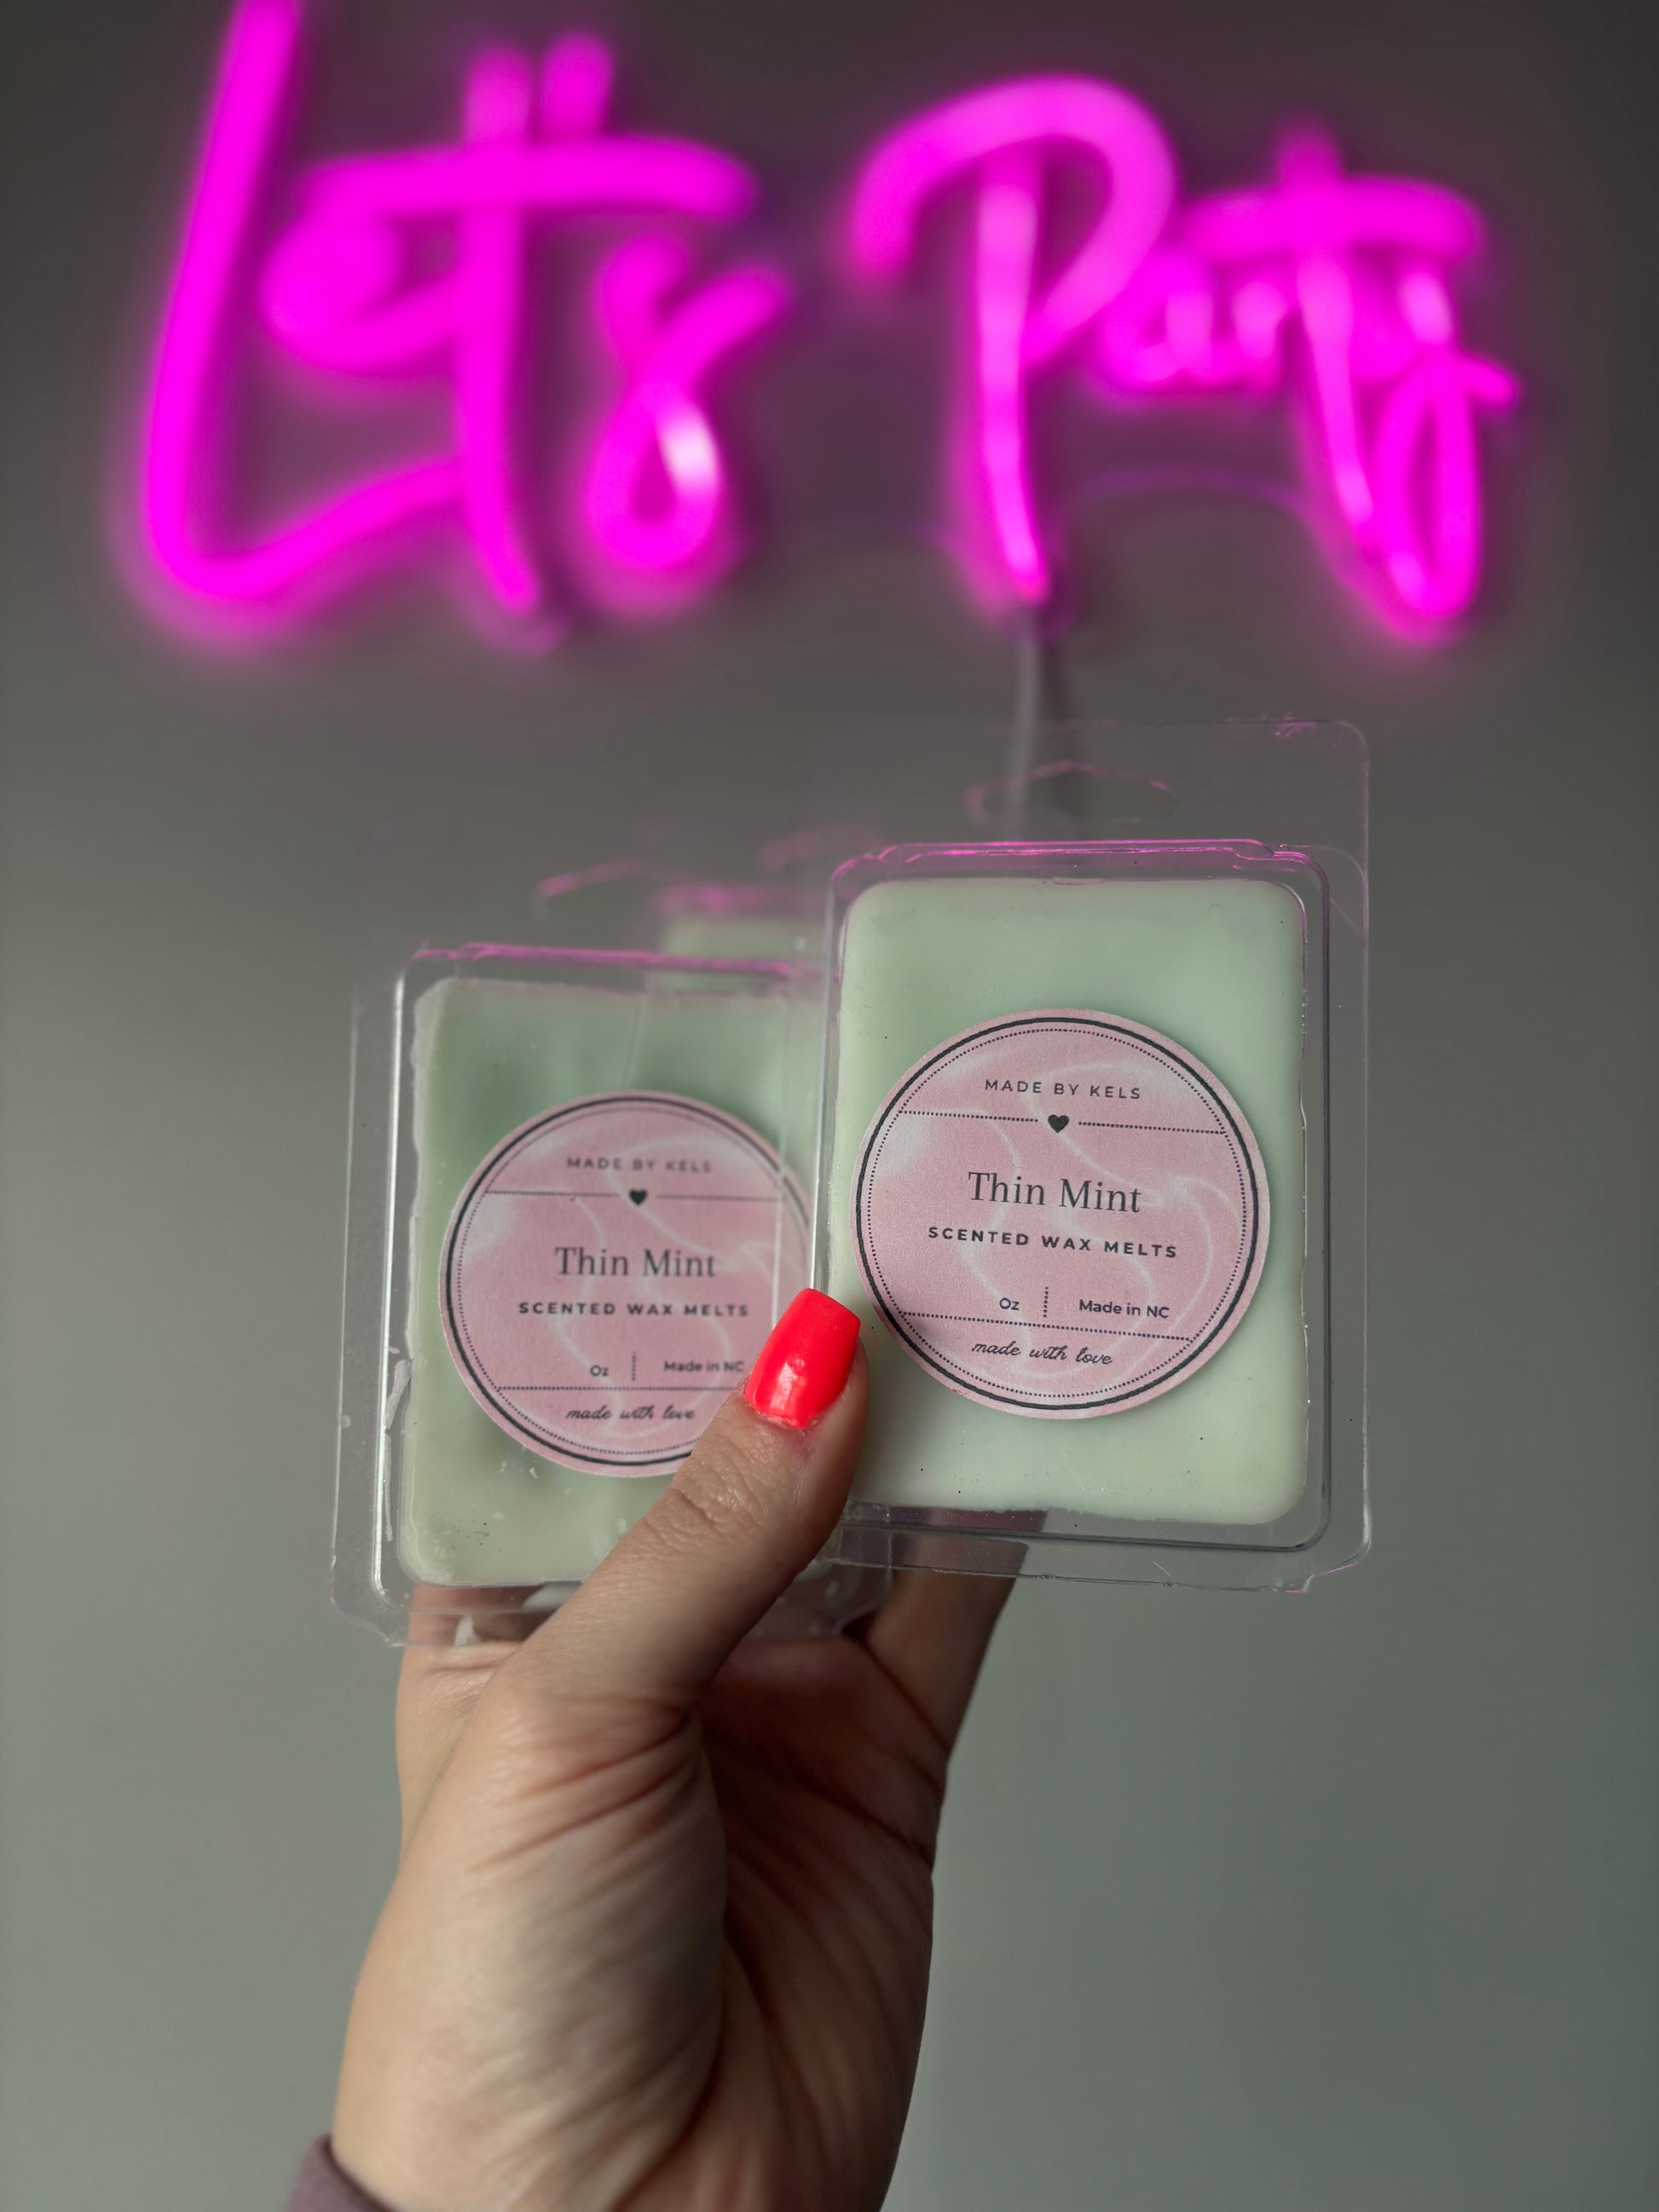 Let's Party
MADE BY KELS
Thin Mint
SCENTED WAX MELTS
Oz
Made in NC
made with love
MADE BY KELS
Thin Mint
SCENTED WAX MELTS
Oz
Made in NC
made with love